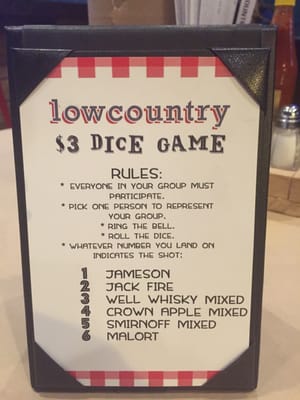 lowcountry
$3 DICE GAME
RULES:
* EVERYONE IN YOUR GROUP MUST
PARTICIPATE.
* PICK ONE PERSON TO REPRESENT
YOUR GROUP.
* RING THE BELL.
* ROLL THE DICE.
* WHATEVER NUMBER YOU LAND ON
INDICATES THE SHOT:
1 JAMESON
2 JACK FIRE
3 WELL WHISKY MIXED
4 CROWN APPLE MIXED
5 SMIRNOFF MIXED
6 MALORT